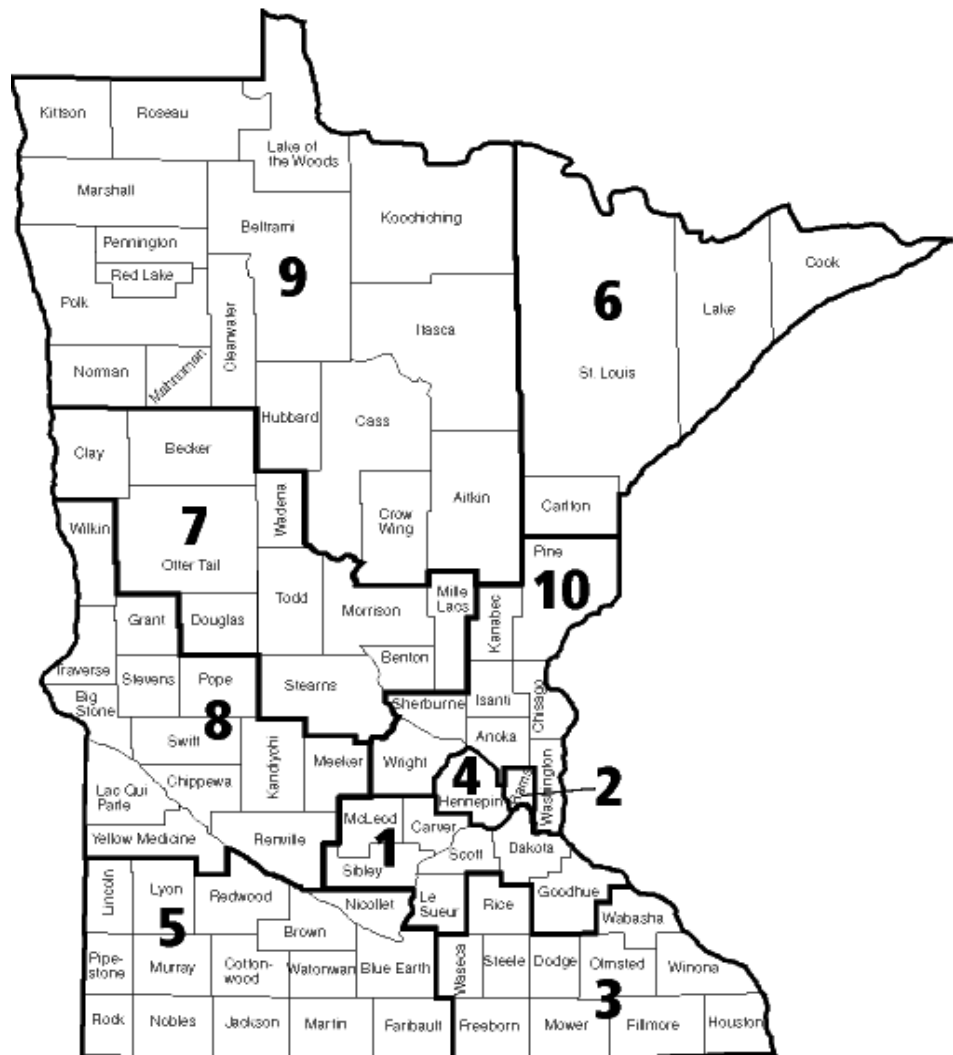 Kittson
Roseau
Lake of
the Woods
Marshall
Koochiching
Beltrami
Pennington
Red Lake
Polk
9
Clearwater
Itasca
Norman
Mahnomen
6
Lake
Cook
St. Louis
Hubbard
Cass
Clay
Becker
Wadena
Crow
Wing
Aitkin
Carlton
Wilkin
7
Otter Tail
Pine
10
Todd
Morrison
Mille
Lacs
Kanabec
Grant
Douglas
Benton
Traverse
Stevens
Pope
Stearns
Big
Stone
8
Sherburne
Isanti
Chisago
Swift
Kandiyohi
Meeker
Wright
Anoka
4
Washington
2
Lac Qui
Parle
Chippewa
Hennepin
Yellow Medicine
Renville
McLeod
Carver
1
Sibley
Scott
Dakota
Lincoln
Lyon
Redwood
Nicollet
Le
Sueur
Rice
Goodhue
Wabasha
5
Brown
Pipe-
stone
Murray
Cotton-
wood
Watonwan
Blue Earth
Waseca
Steele
Dodge
Olmsted
Winona
3
Rock
Nobles
Jackson
Martin
Faribault
Freeborn
Mower
Fillmore
Houston